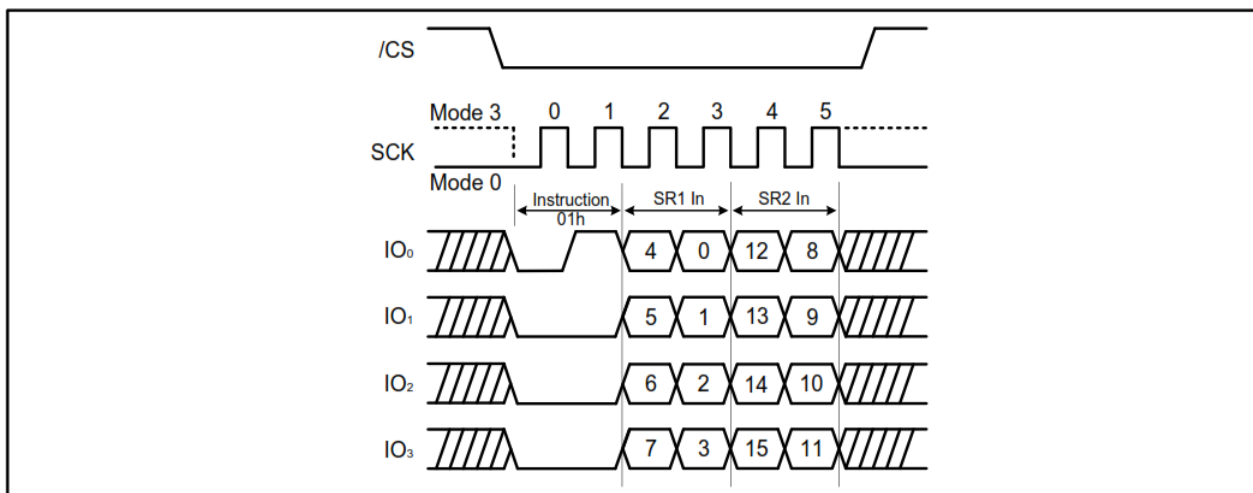 /CS
Mode 3 0 1 2 3 4 5
SCK
Mode 0
Instruction SR1 In SR2 In
01h
IO₀ 4 0 12 8
IO₁ 5 1 13 9
IO₂ 6 2 14 10
IO₃ 7 3 15 11